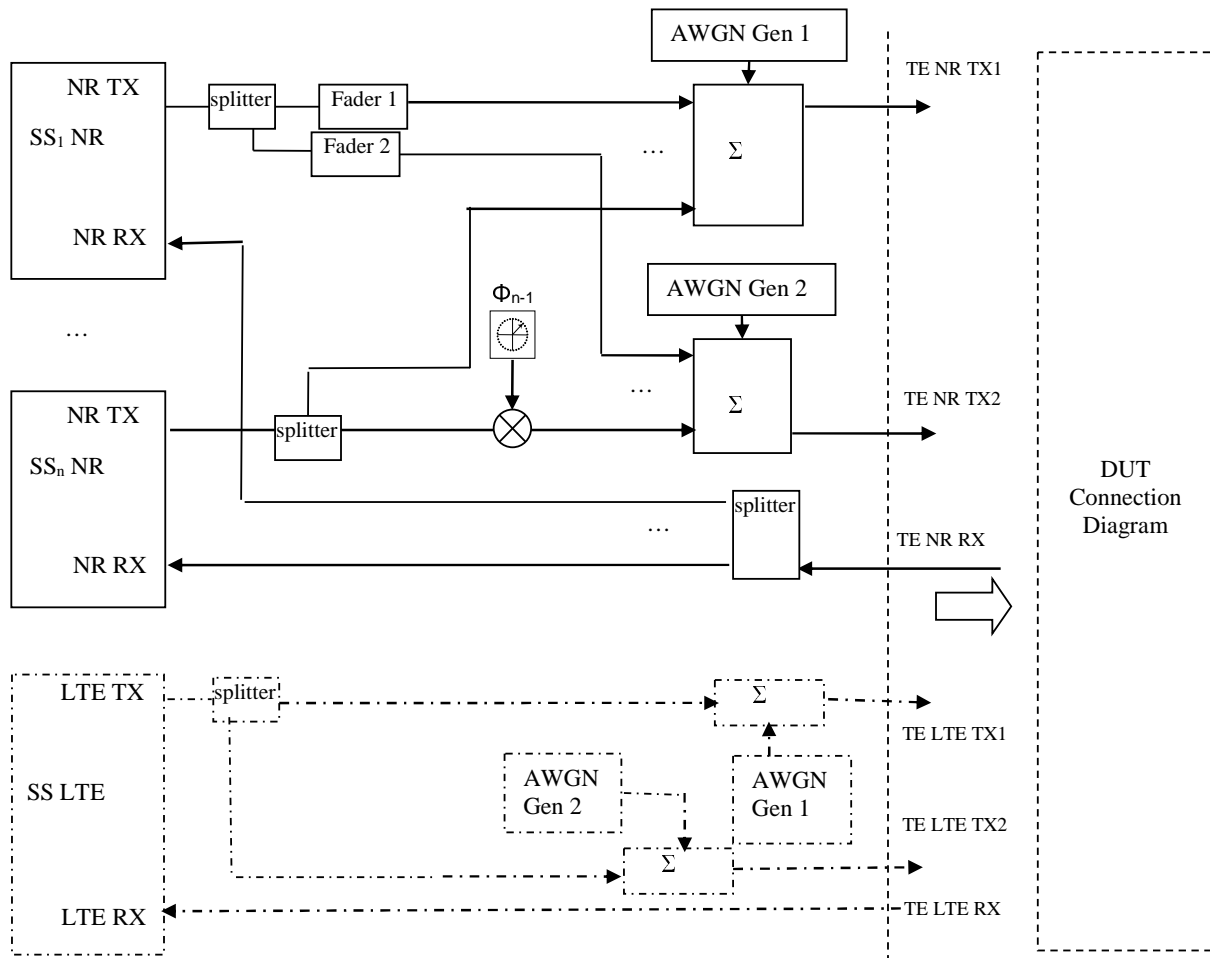 AWGN Gen 1
TE NR TX1
NR TX
splitter
Fader 1
SS₁ NR
Fader 2
...
Σ
NR RX
AWGN Gen 2
Φn-1
...
...
NR TX
splitter
Σ
TE NR TX2
SSn NR
DUT
Connection
Diagram
splitter
...
TE NR RX
NR RX
LTE TX
splitter
Σ
TE LTE TX1
SS LTE
AWGN
Gen 2
AWGN
Gen 1
TE LTE TX2
Σ
LTE RX
TE LTE RX